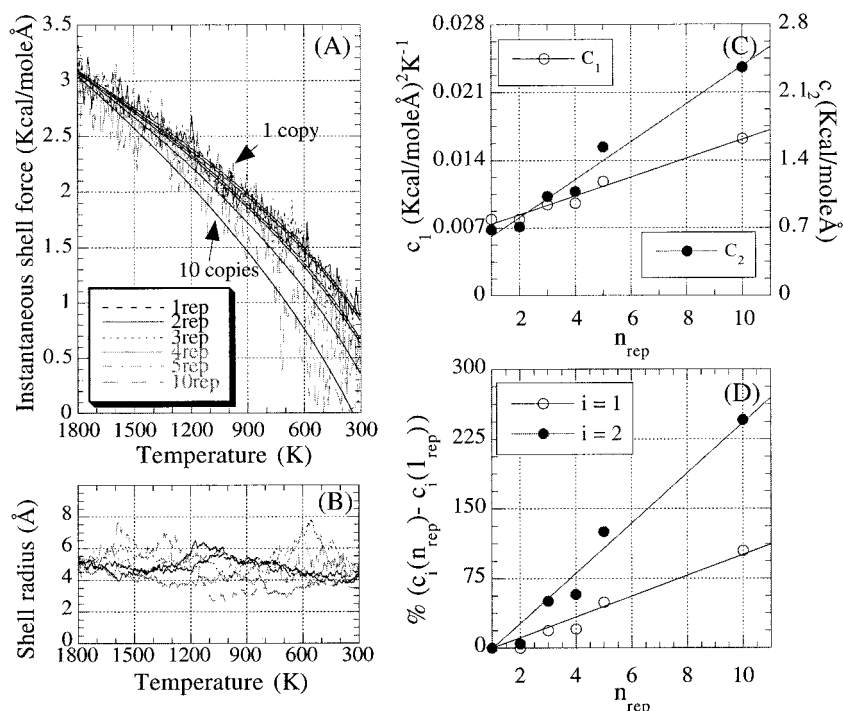 (A)
Instantaneous shell force (Kcal/moleÅ)
3.5
3
2.5
2
1.5
1
0.5
0
1 copy
10 copies
1rep
2rep
3rep
4rep
5rep
10rep
1800 1500 1200 900 600 300
Temperature (K)
(B)
Shell radius (Å)
8
6
4
2
0
1800 1500 1200 900 600 300
Temperature (K)
(C)
c1 (Kcal/moleÅ)2K-1
0.028
0.021
0.014
0.007
0
C1
C2
c2 (Kcal/moleÅ)
2.8
2.1
1.4
0.7
0
2 4 6 8 10
nrep
(D)
% (ci(nrep)- ci(1rep))
300
225
150
75
0
i = 1
i = 2
2 4 6 8 10
nrep